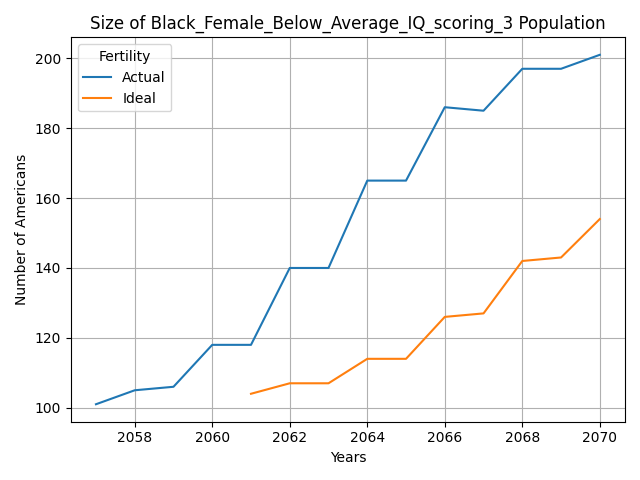 Size of Black_Female_Below_Average_IQ_scoring_3 Population
Fertility
Actual
Ideal
200
180
160
140
120
100
Number of Americans
2058 2060 2062 2064 2066 2068 2070
Years